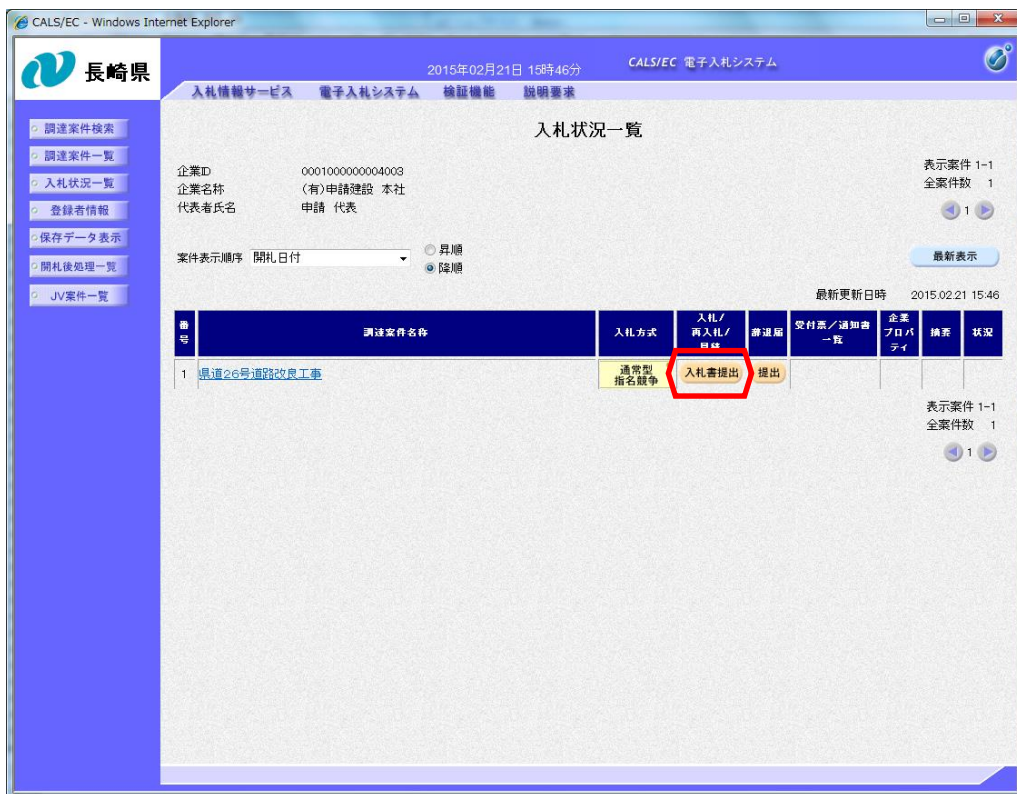 CALS/EC - Windows Internet Explorer
長崎県
2015年02月21日 15時46分
CALS/EC 電子入札システム
入札情報サービス 電子入札システム 検証機能 説明要求
調達案件検索
調達案件一覧
入札状況一覧
登録者情報
保存データ表示
開札後処理一覧
JV案件一覧
入札状況一覧
企業ID 0001000000004003
企業名称 (有)申請建設 本社
代表者氏名 申請 代表
表示案件 1-1
全案件数 1
1
案件表示順序 開札日付
昇順
降順
最新表示
最新更新日時 2015.02.21 15:46
番号 調達案件名称 入札方式 入札/再入札/見積 辞退届 受付票/通知書一覧 企業プロパティ 摘要 状況
1 県道26号道路改良工事 通常型指名競争 入札書提出 提出
表示案件 1-1
全案件数 1
1